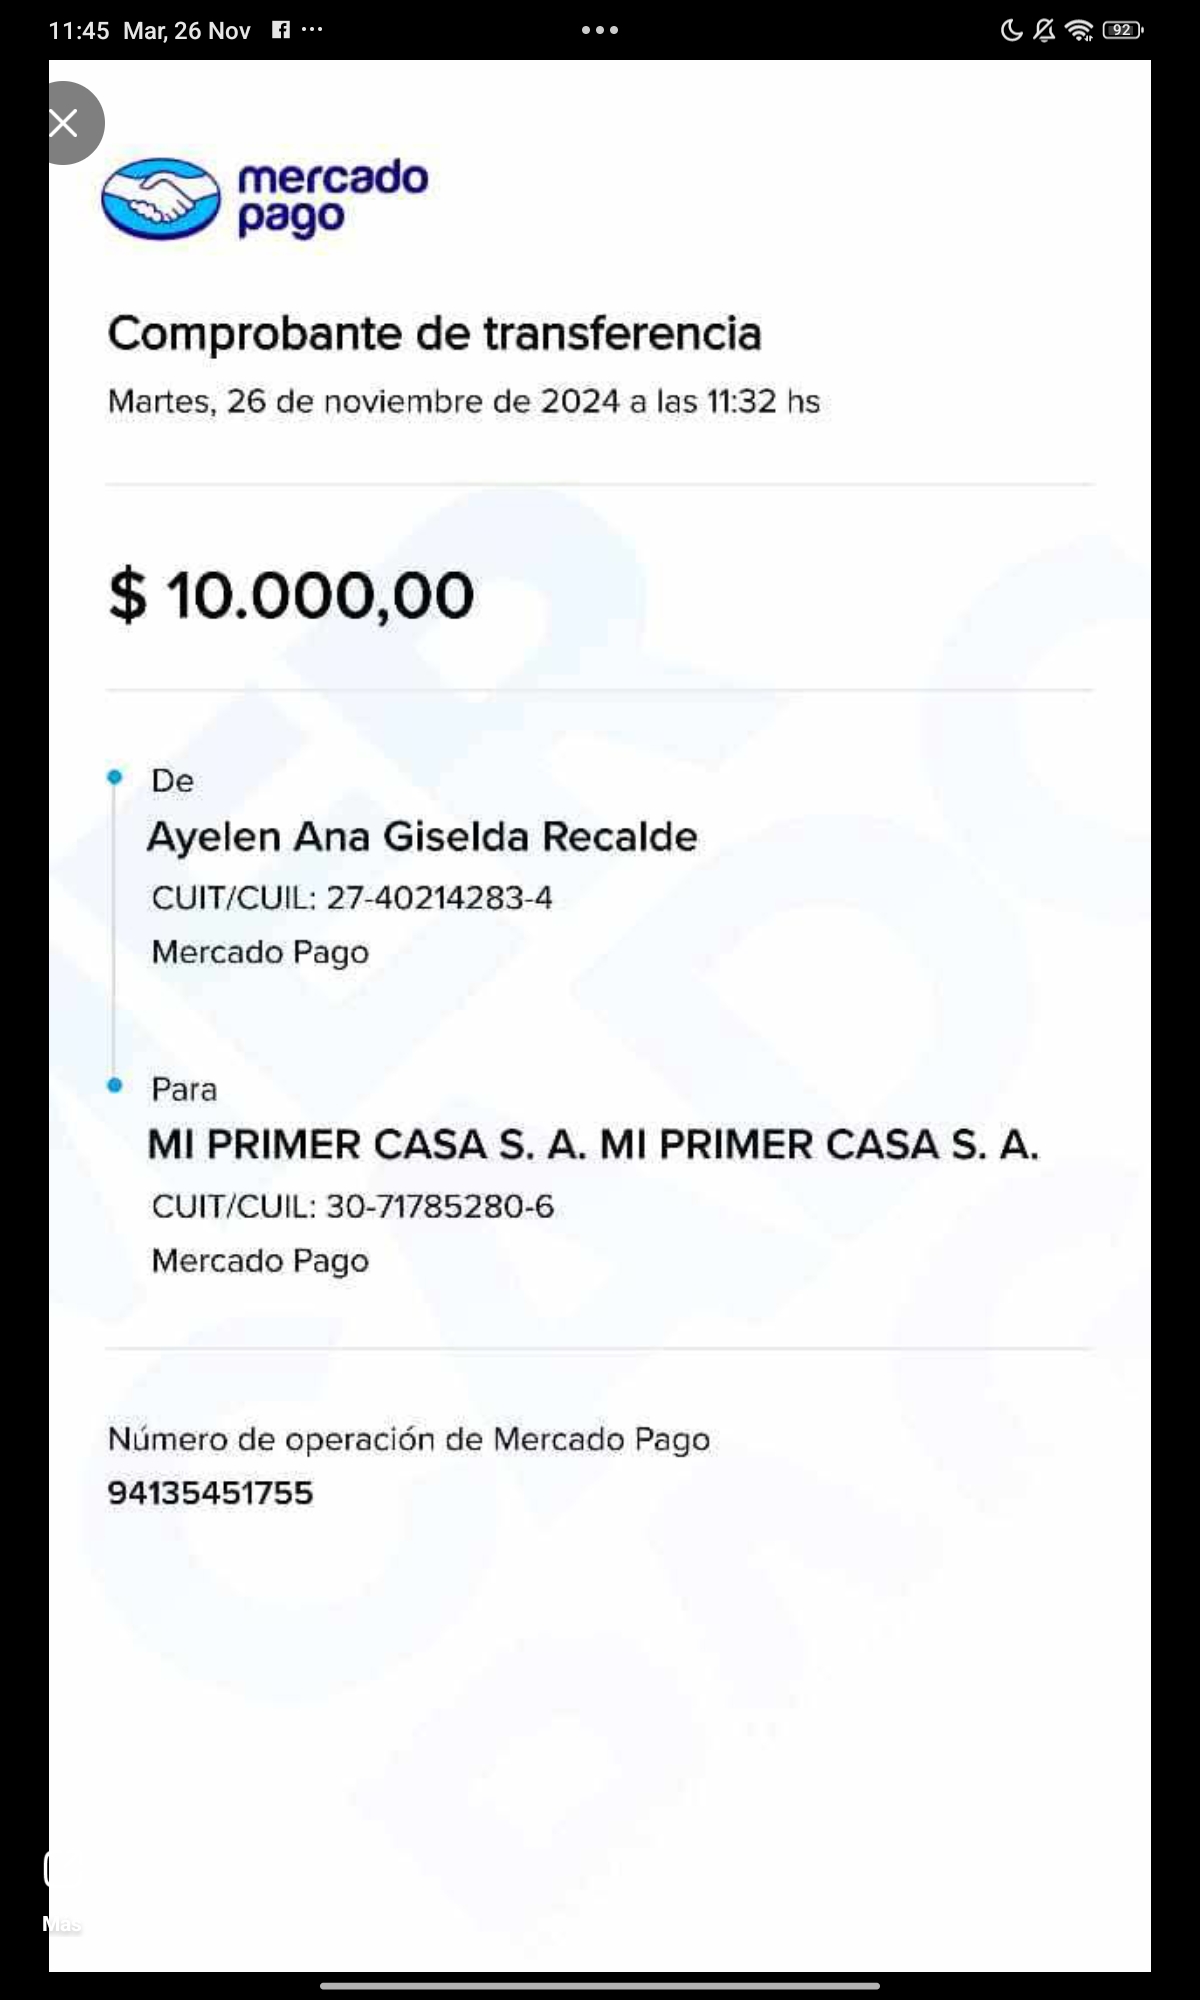 11:45 Mar, 26 Nov
92
mercado
pago
Comprobante de transferencia
Martes, 26 de noviembre de 2024 a las 11:32 hs
$ 10.000,00
De
Ayelen Ana Giselda Recalde
CUIT/CUIL: 27-40214283-4
Mercado Pago
Para
MI PRIMER CASA S. A. MI PRIMER CASA S. A.
CUIT/CUIL: 30-71785280-6
Mercado Pago
Número de operación de Mercado Pago
94135451755
Más